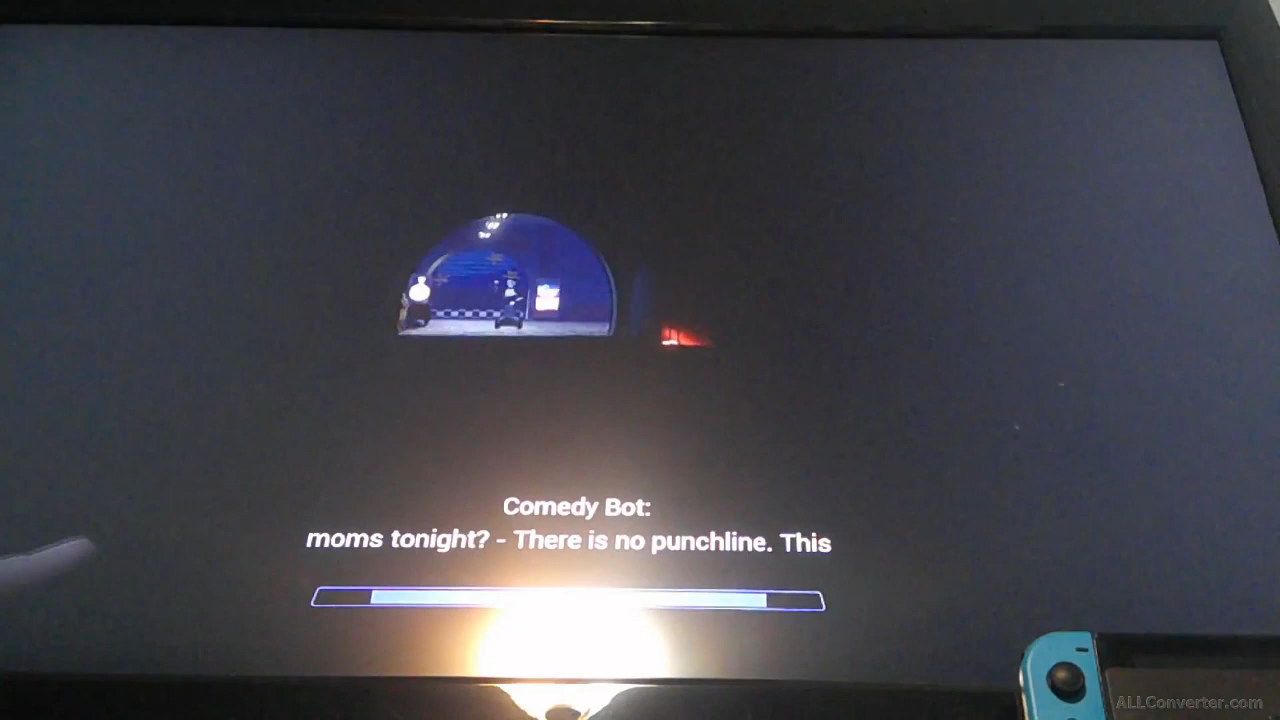 Comedy Bot:
moms tonight? - There is no punchline. This
ALLConverter.com